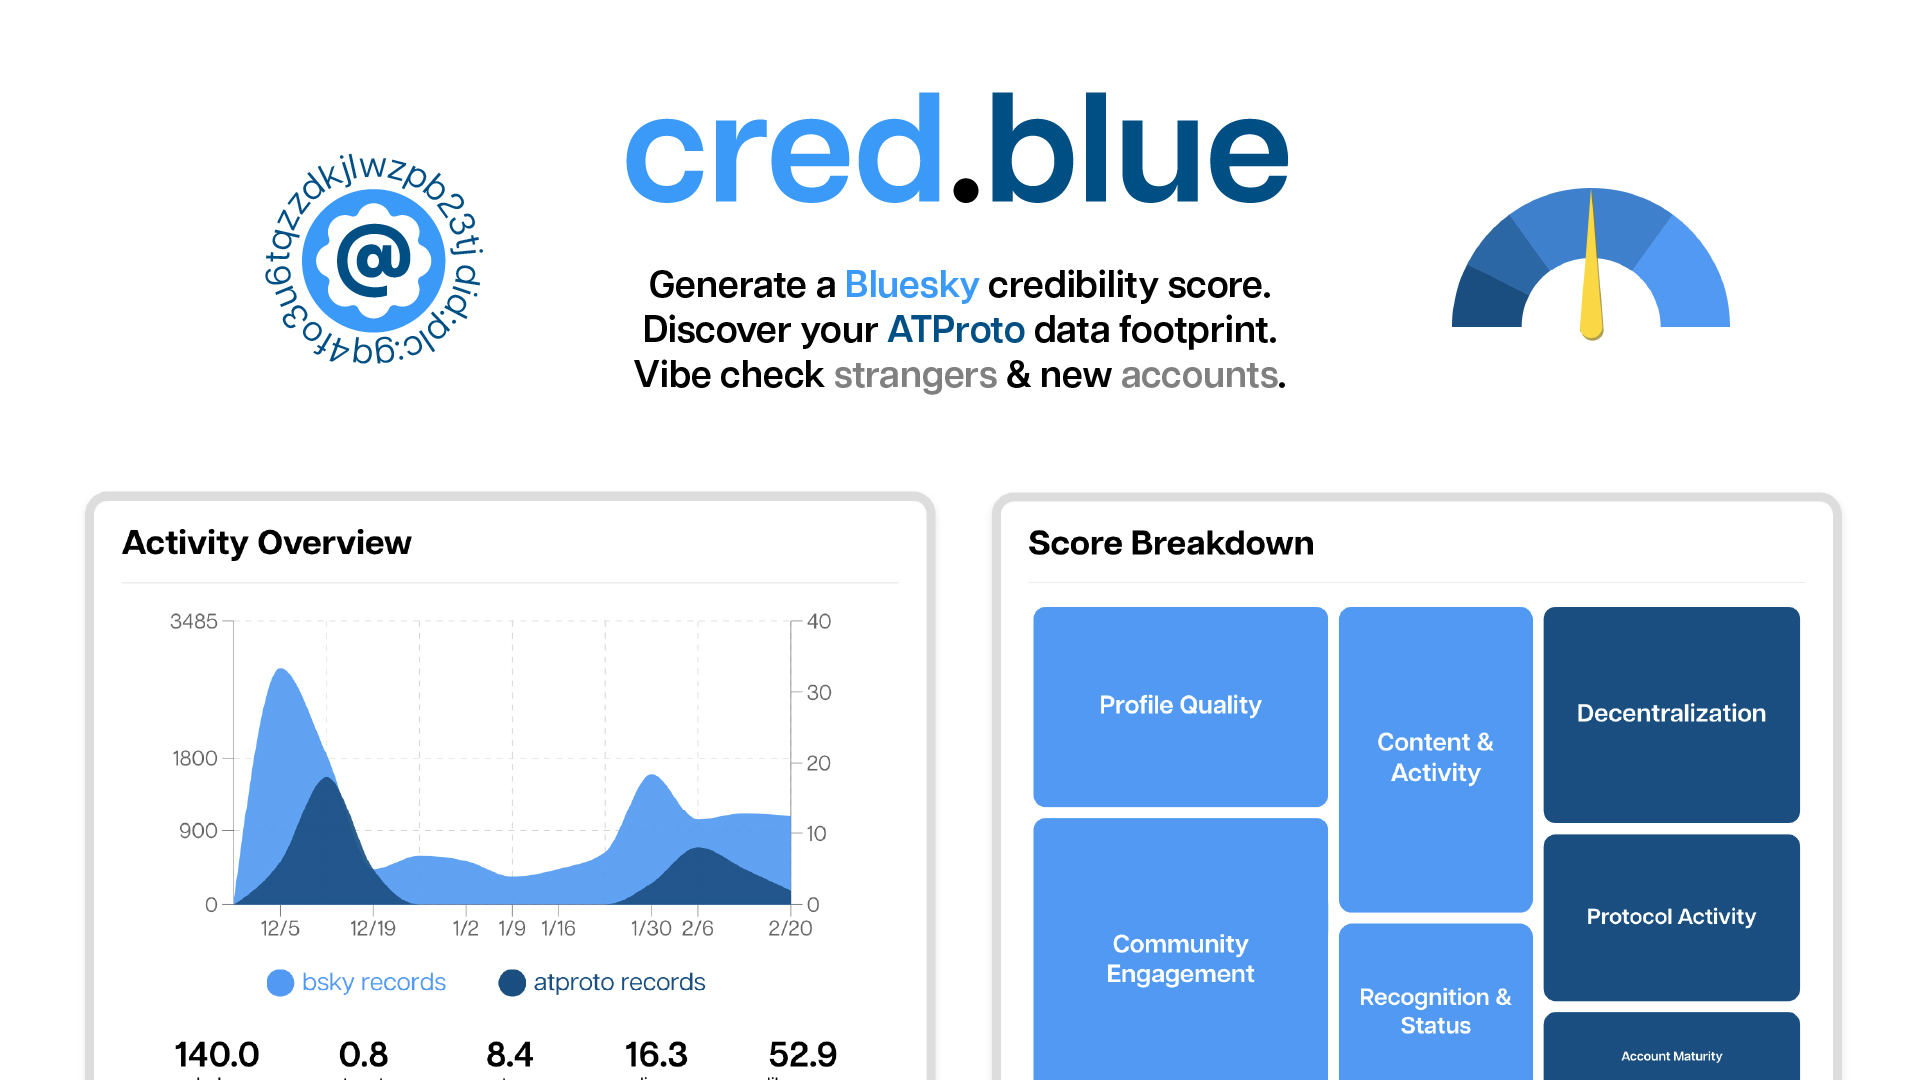 cred.blue
did:plc:gq4fo3u6tqzzdkjlwzpb23tj
@
Generate a Bluesky credibility score.
Discover your ATProto data footprint.
Vibe check strangers & new accounts.
Activity Overview
3485
1800
900
0
40
30
20
10
0
12/5 12/19 1/2 1/9 1/16 1/30 2/6 2/20
bsky records atproto records
140.0 0.8 8.4 16.3 52.9
Score Breakdown
Profile Quality
Community
Engagement
Content &
Activity
Recognition &
Status
Decentralization
Protocol Activity
Account Maturity